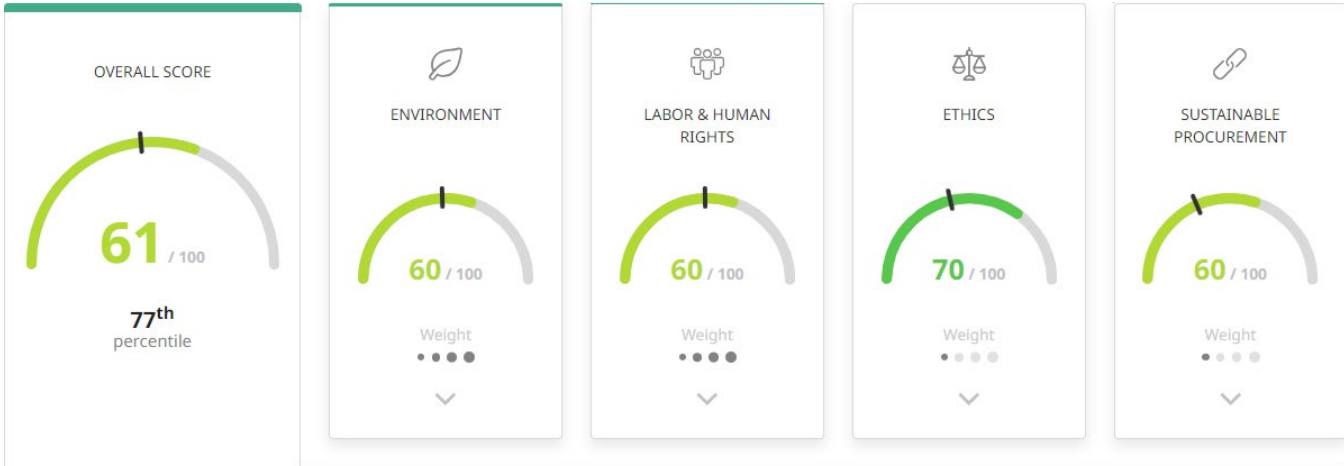 OVERALL SCORE
61 / 100
77th
percentile
ENVIRONMENT
60 / 100
Weight
LABOR & HUMAN
RIGHTS
60 / 100
Weight
ETHICS
70 / 100
Weight
SUSTAINABLE
PROCUREMENT
60 / 100
Weight